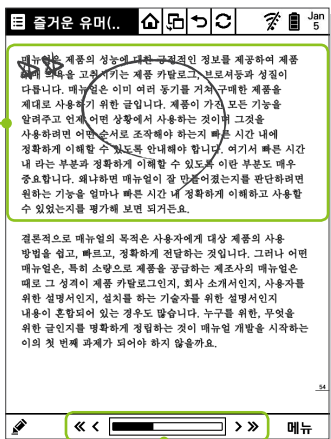 즐거운 유머(..
Jan
5
매뉴얼은 제품의 성능에 대한 긍정적인 정보를 제공하여 제품
구매 의욕을 고취시키는 제품 카탈로그, 브로셔등과 성질이
다릅니다. 매뉴얼은 이미 여러 동기를 거쳐 구매한 제품을
제대로 사용하기 위한 글입니다. 제품이 가진 모든 기능을
알려주고 언제 어떤 상황에서 사용하는 것이며 그것을
사용하려면 어떤 순서로 조작해야 하는지 빠른 시간 내에
정확하게 이해할 수 있도록 안내해야 합니다. 여기서 빠른 시간
내 라는 부분과 정확하게 이해할 수 있도록 이란 부분도 매우
중요합니다. 왜냐하면 매뉴얼이 잘 만들어졌는지를 판단하려면
원하는 기능을 얼마나 빠른 시간 내 정확하게 이해하고 사용할
수 있었는지를 평가해 보면 되거든요.
결론적으로 매뉴얼의 목적은 사용자에게 대상 제품의 사용
방법을 쉽고, 빠르고, 정확하게 전달하는 것입니다. 그러나 어떤
매뉴얼은, 특히 소량으로 제품을 공급하는 제조사의 매뉴얼은
때로 그 성격이 제품 카탈로그인지, 회사 소개서인지, 사용자를
위한 설명서인지, 설치를 하는 기술자를 위한 설명서인지
내용이 혼합되어 있는 경우도 많습니다. 누구를 위한, 무엇을
위한 글인지를 명확하게 정립하는 것이 매뉴얼 개발을 시작하는
이의 첫 번째 과제가 되어야 하지 않을까요.
54
메뉴